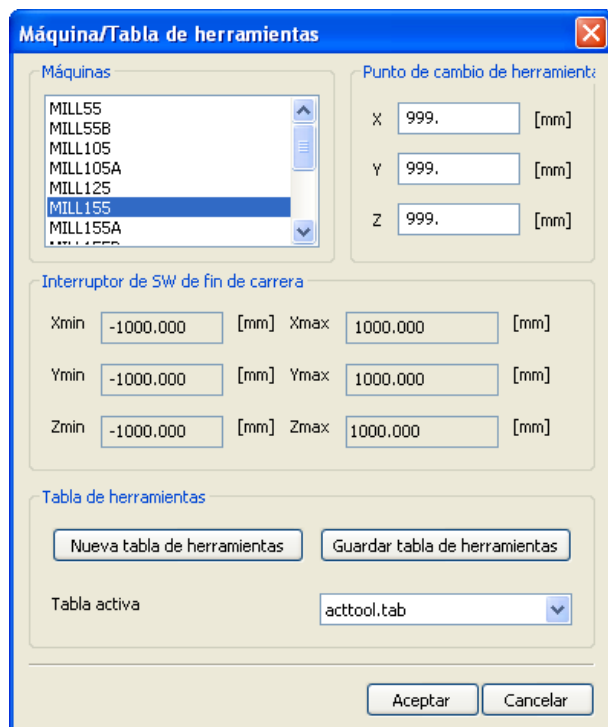 Máquina/Tabla de herramientas
Máquinas
MILL55
MILL55B
MILL105
MILL105A
MILL125
MILL155
MILL155A
Punto de cambio de herramienta
X 999. [mm]
Y 999. [mm]
Z 999. [mm]
Interruptor de SW de fin de carrera
Xmin -1000.000 [mm] Xmax 1000.000 [mm]
Ymin -1000.000 [mm] Ymax 1000.000 [mm]
Zmin -1000.000 [mm] Zmax 1000.000 [mm]
Tabla de herramientas
Nueva tabla de herramientas Guardar tabla de herramientas
Tabla activa acttool.tab
Aceptar Cancelar